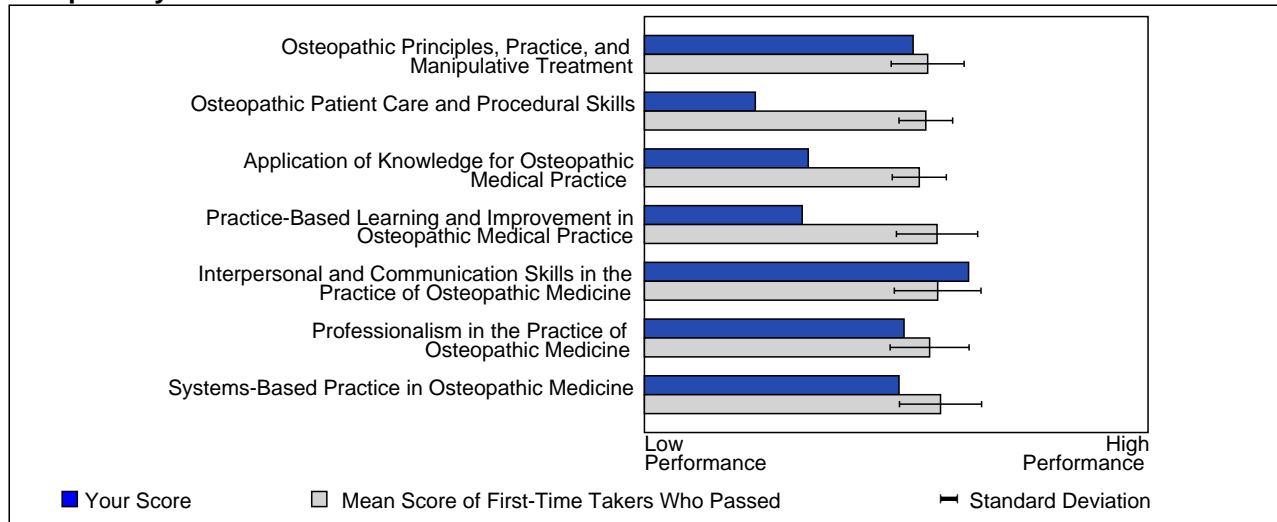 Osteopathic Principles, Practice, and
Manipulative Treatment
Osteopathic Patient Care and Procedural Skills
Application of Knowledge for Osteopathic
Medical Practice
Practice-Based Learning and Improvement in
Osteopathic Medical Practice
Interpersonal and Communication Skills in the
Practice of Osteopathic Medicine
Professionalism in the Practice of
Osteopathic Medicine
Systems-Based Practice in Osteopathic Medicine
Low High
Performance Performance
Your Score Mean Score of First-Time Takers Who Passed Standard Deviation